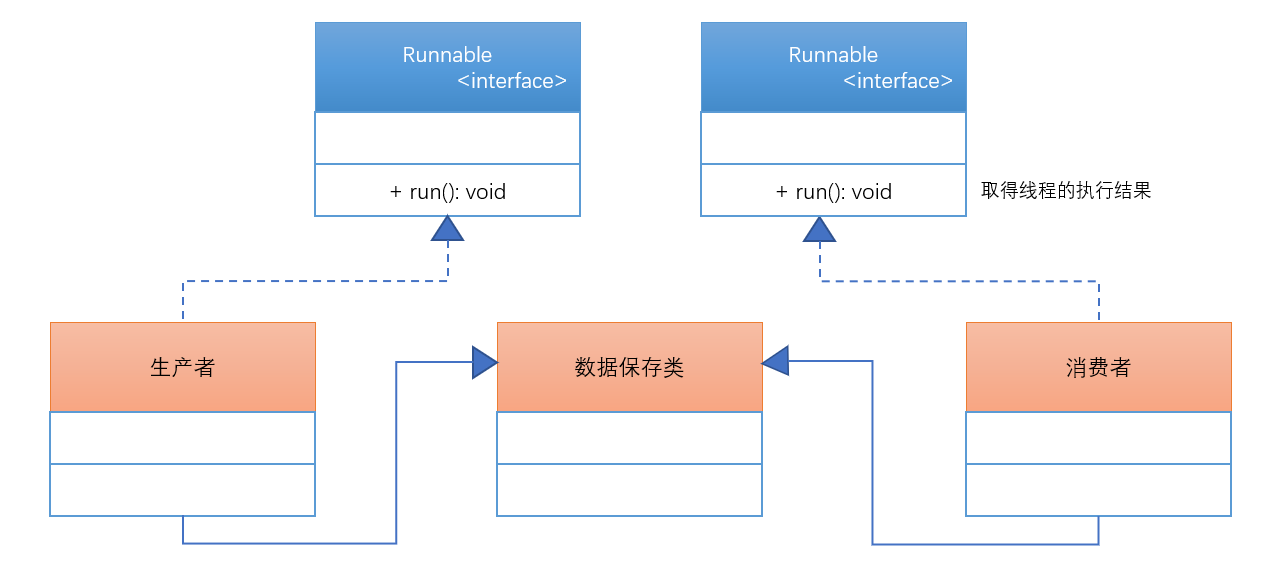 Runnable
<interface>
Runnable
<interface>
+ run(): void
+ run(): void
取得线程的执行结果
生产者
数据保存类
消费者